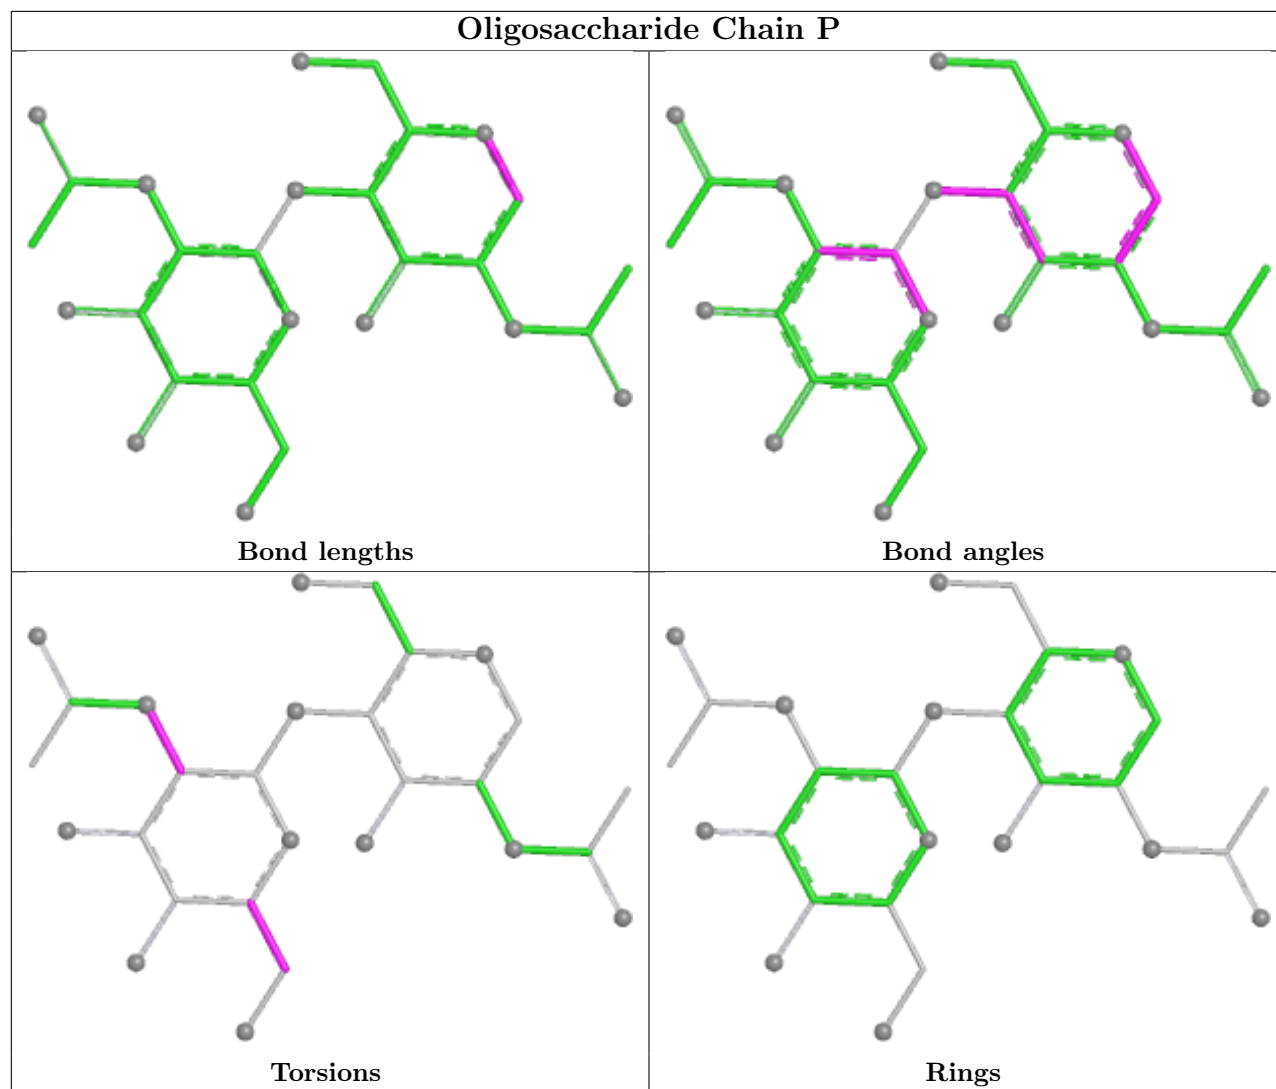 Oligosaccharide Chain P
Bond lengths
Bond angles
Torsions
Rings